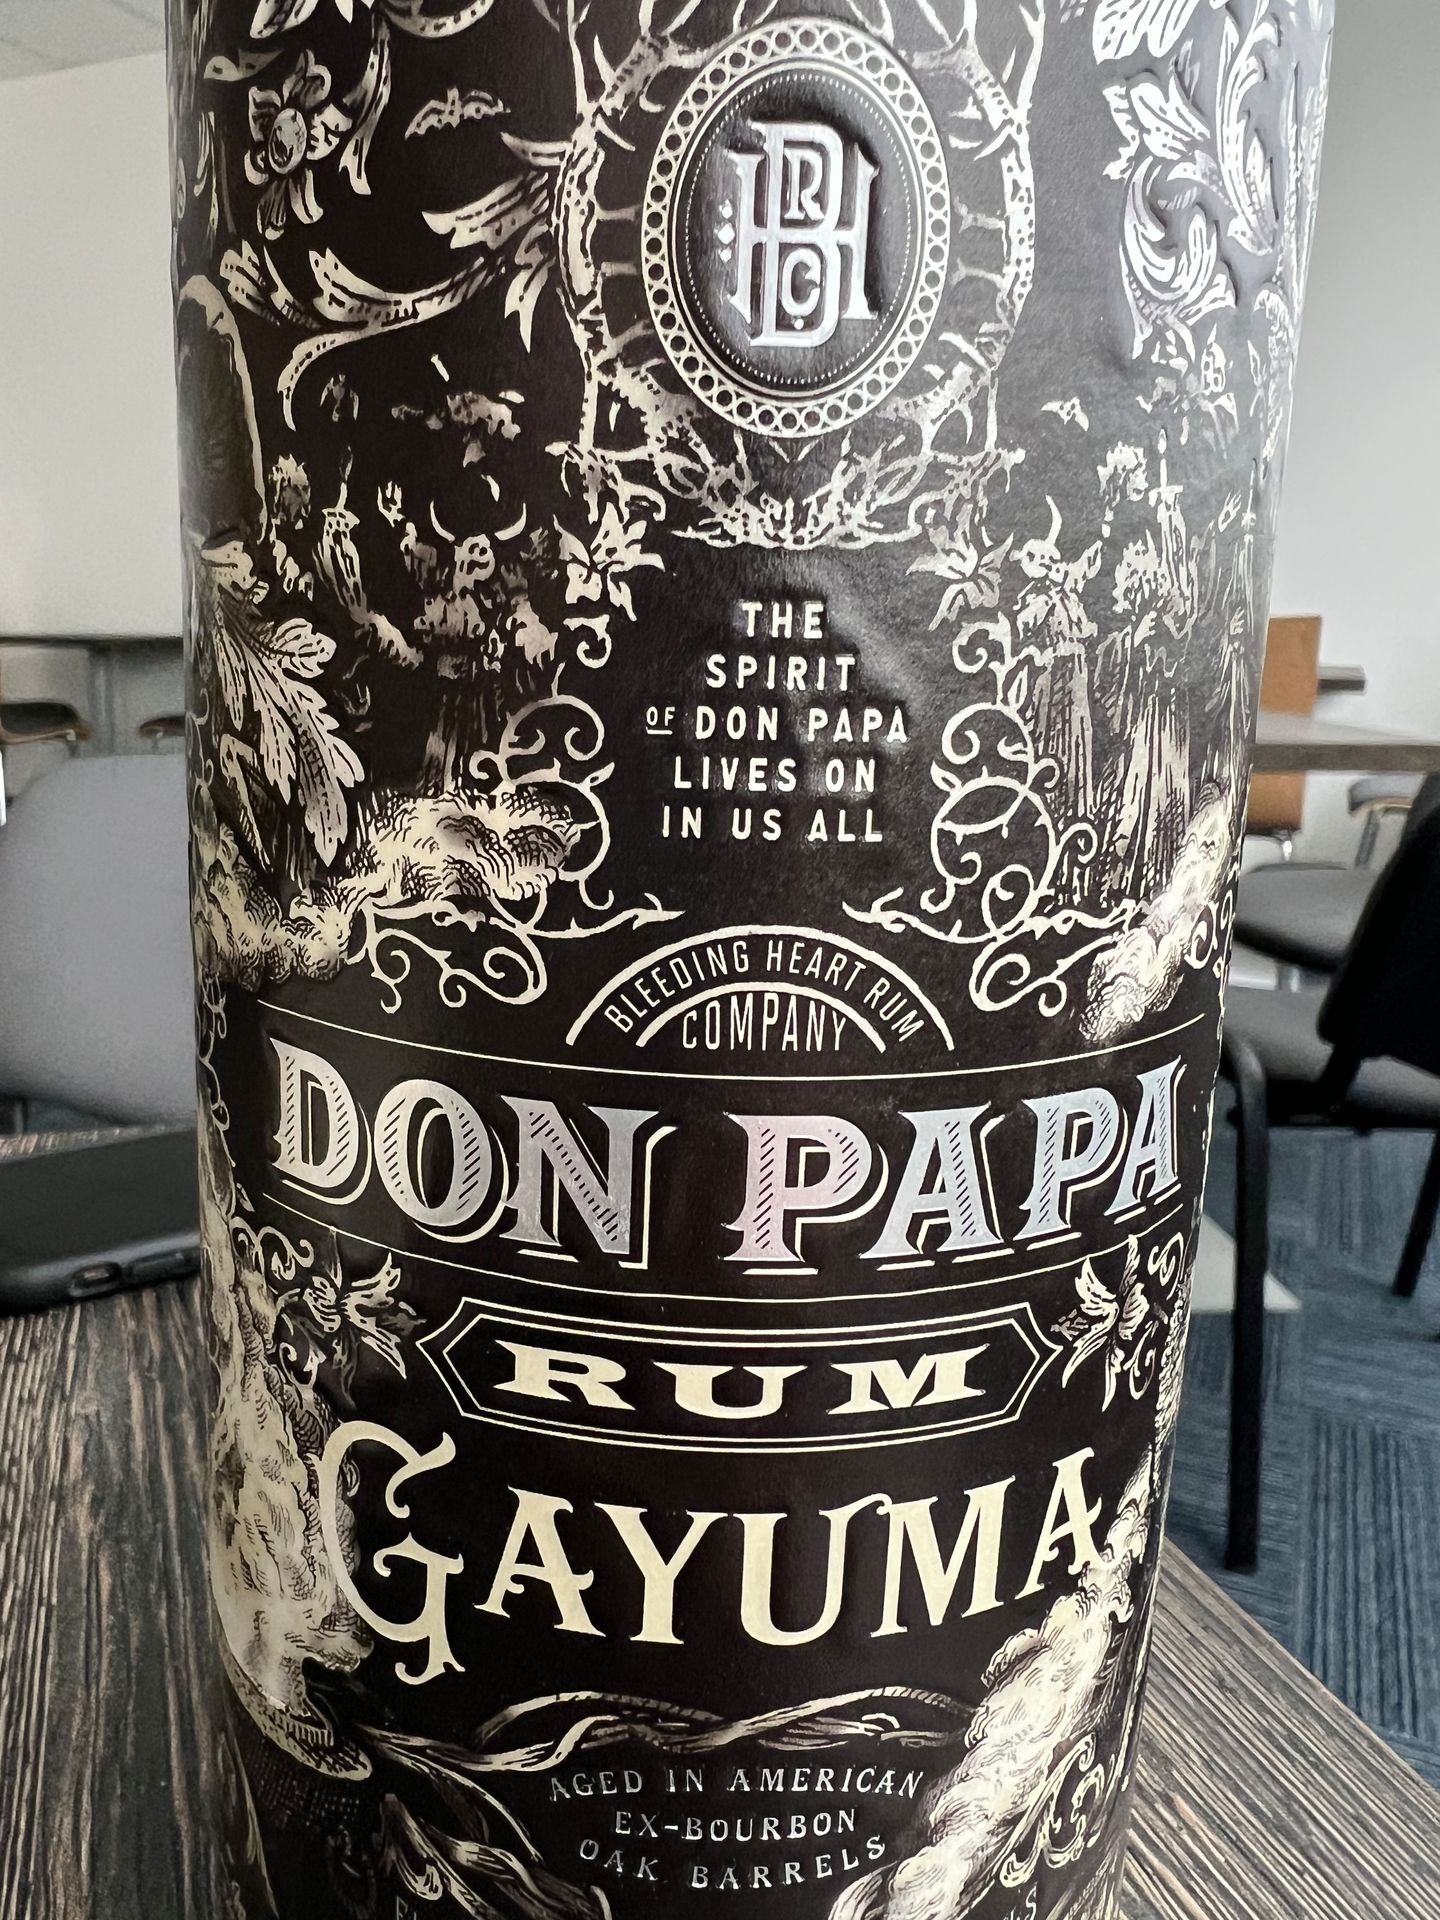 BHRC
THE
SPIRIT
OF DON PAPA
LIVES ON
IN US ALL
BLEEDING HEART RUM
COMPANY
DON PAPA
RUM
GAYUMA
AGED IN AMERICAN
EX-BOURBON
OAK BARRELS